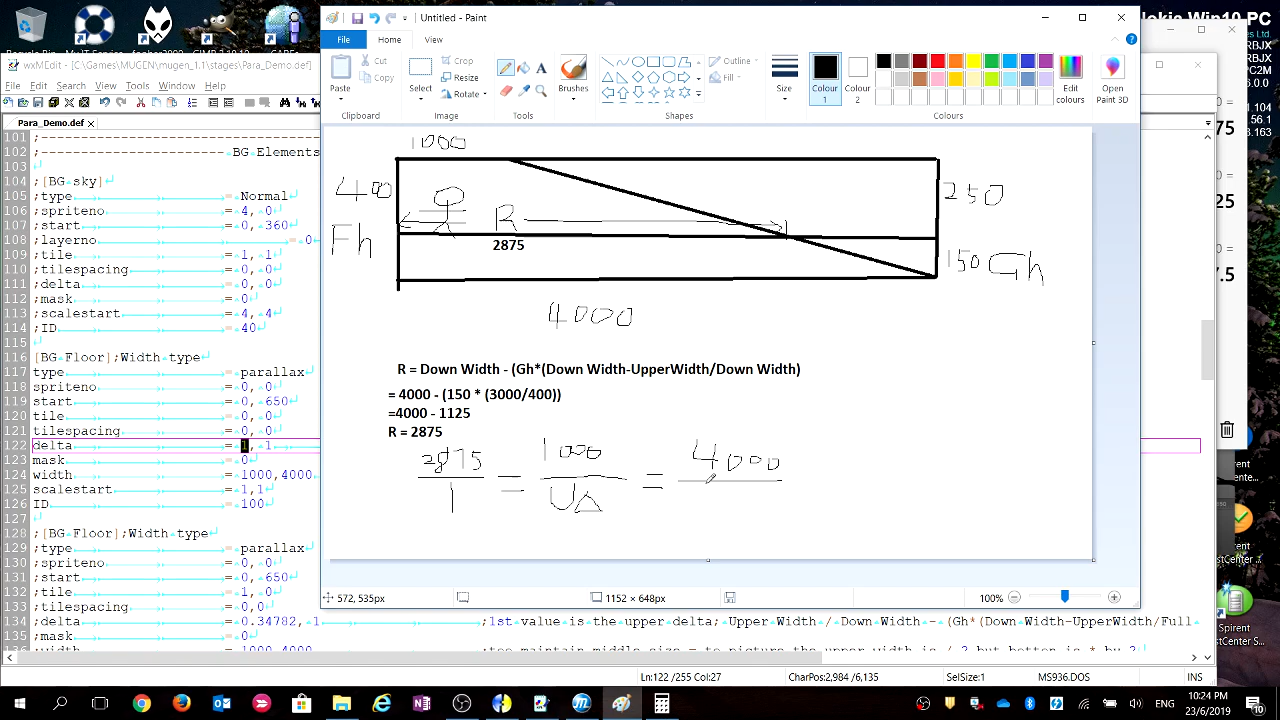 Untitled - Paint
File Home View
Paste Cut Copy Clipboard
Select Crop Resize Rotate Image
Tools Brushes
Shapes Outline Fill
Size Colour 1 Colour 2 Edit colours Open Paint 3D Colours
wxMEdit - [C:\Games\MUGEN\mugen_1.1\stages\Para_Demo.def]
File Edit View Search Tools Window
Para_Demo.def
101 ;
102 ;------------------------ BG Elements
103
104 ;[BG sky]
105 ;type = Normal
106 ;spriteno = 4, 0
107 ;start = 0, 360
108 ;layerno = 0
109 ;tile = 1, 1
110 ;tilespacing = 0, 0
111 ;delta = 0, 0
112 ;mask = 0
113 ;scalestart = 4, 4
114 ;ID = 40
115
116 [BG Floor];Width type
117 type = parallax
118 spriteno = 0, 0
119 start = 0, 650
120 tile = 0, 0
121 tilespacing = 0, 0
122 delta = 1, 1
123 mask = 0
124 width = 1000,4000
125 scalestart = 1,1
126 ID = 100
127
128 ;[BG Floor];Width type
129 ;type = parallax
130 ;spriteno = 0, 0
131 ;start = 0, 650
132 ;tile = 1, 0
133 ;tilespacing = 0,0
134 ;delta = 0.34782, 1 ;1st value is the upper delta; Upper Width / Down Width - (Gh*(Down Width-UpperWidth/Full
135 ;mask = 0
1000
400
Fh
R
2875
250
150 Gh
4000
R = Down Width - (Gh*(Down Width-UpperWidth/Down Width)
= 4000 - (150 * (3000/400))
=4000 - 1125
R = 2875
2875 1000 4000
= =
1 U△
572, 535px 1152 × 648px 100%
Ln:122 /255 Col:27 CharPos:2,984 /6,135 SelSize:1 MS936.DOS INS
10:24 PM
23/6/2019